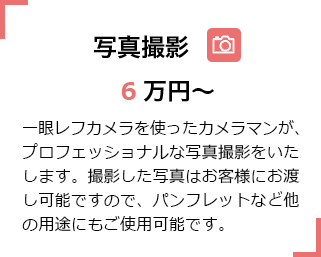 写真撮影
6 万円〜
一眼レフカメラを使ったカメラマンが、
プロフェッショナルな写真撮影をいた
します。撮影した写真はお客様にお渡
し可能ですので、パンフレットなど他
の用途にもご使用可能です。